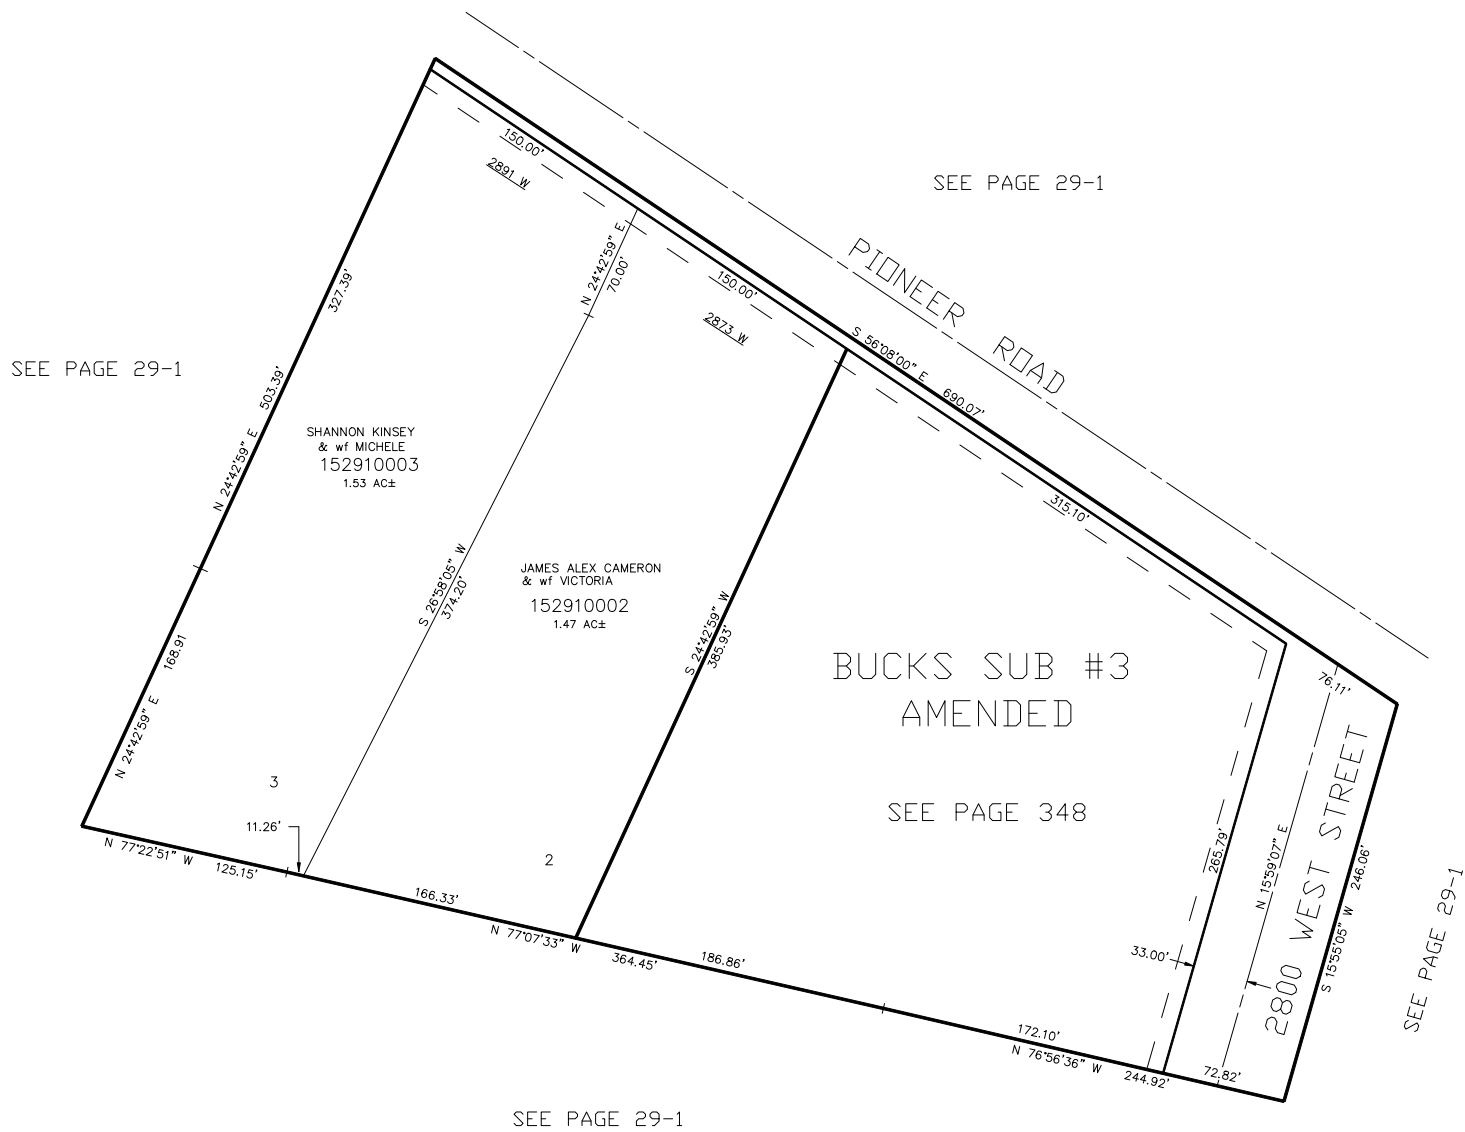 SEE PAGE 29-1
PIONEER ROAD
150.00'
2891 W
N 24°42'59" E
70.00'
150.00'
2873 W
S 56°08'00" E 690.07'
327.39'
SEE PAGE 29-1
N 24°42'59" E 503.39'
SHANNON KINSEY
& wf MICHELE
152910003
1.53 AC±
315.10'
S 26°58'05" W
374.20'
JAMES ALEX CAMERON
& wf VICTORIA
152910002
1.47 AC±
S 24°42'59" W
385.93'
BUCKS SUB #3
AMENDED
SEE PAGE 348
76.11'
N 24°42'59" E 168.91
3
11.26'
2
N 77°22'51" W 125.15'
166.33'
N 77°07'33" W 364.45'
186.86'
265.79'
N 15°59'07" E
2800 WEST STREET
S 15°55'05" W 246.06'
33.00'
SEE PAGE 29-1
172.10'
N 76°56'36" W 244.92'
72.82'
SEE PAGE 29-1